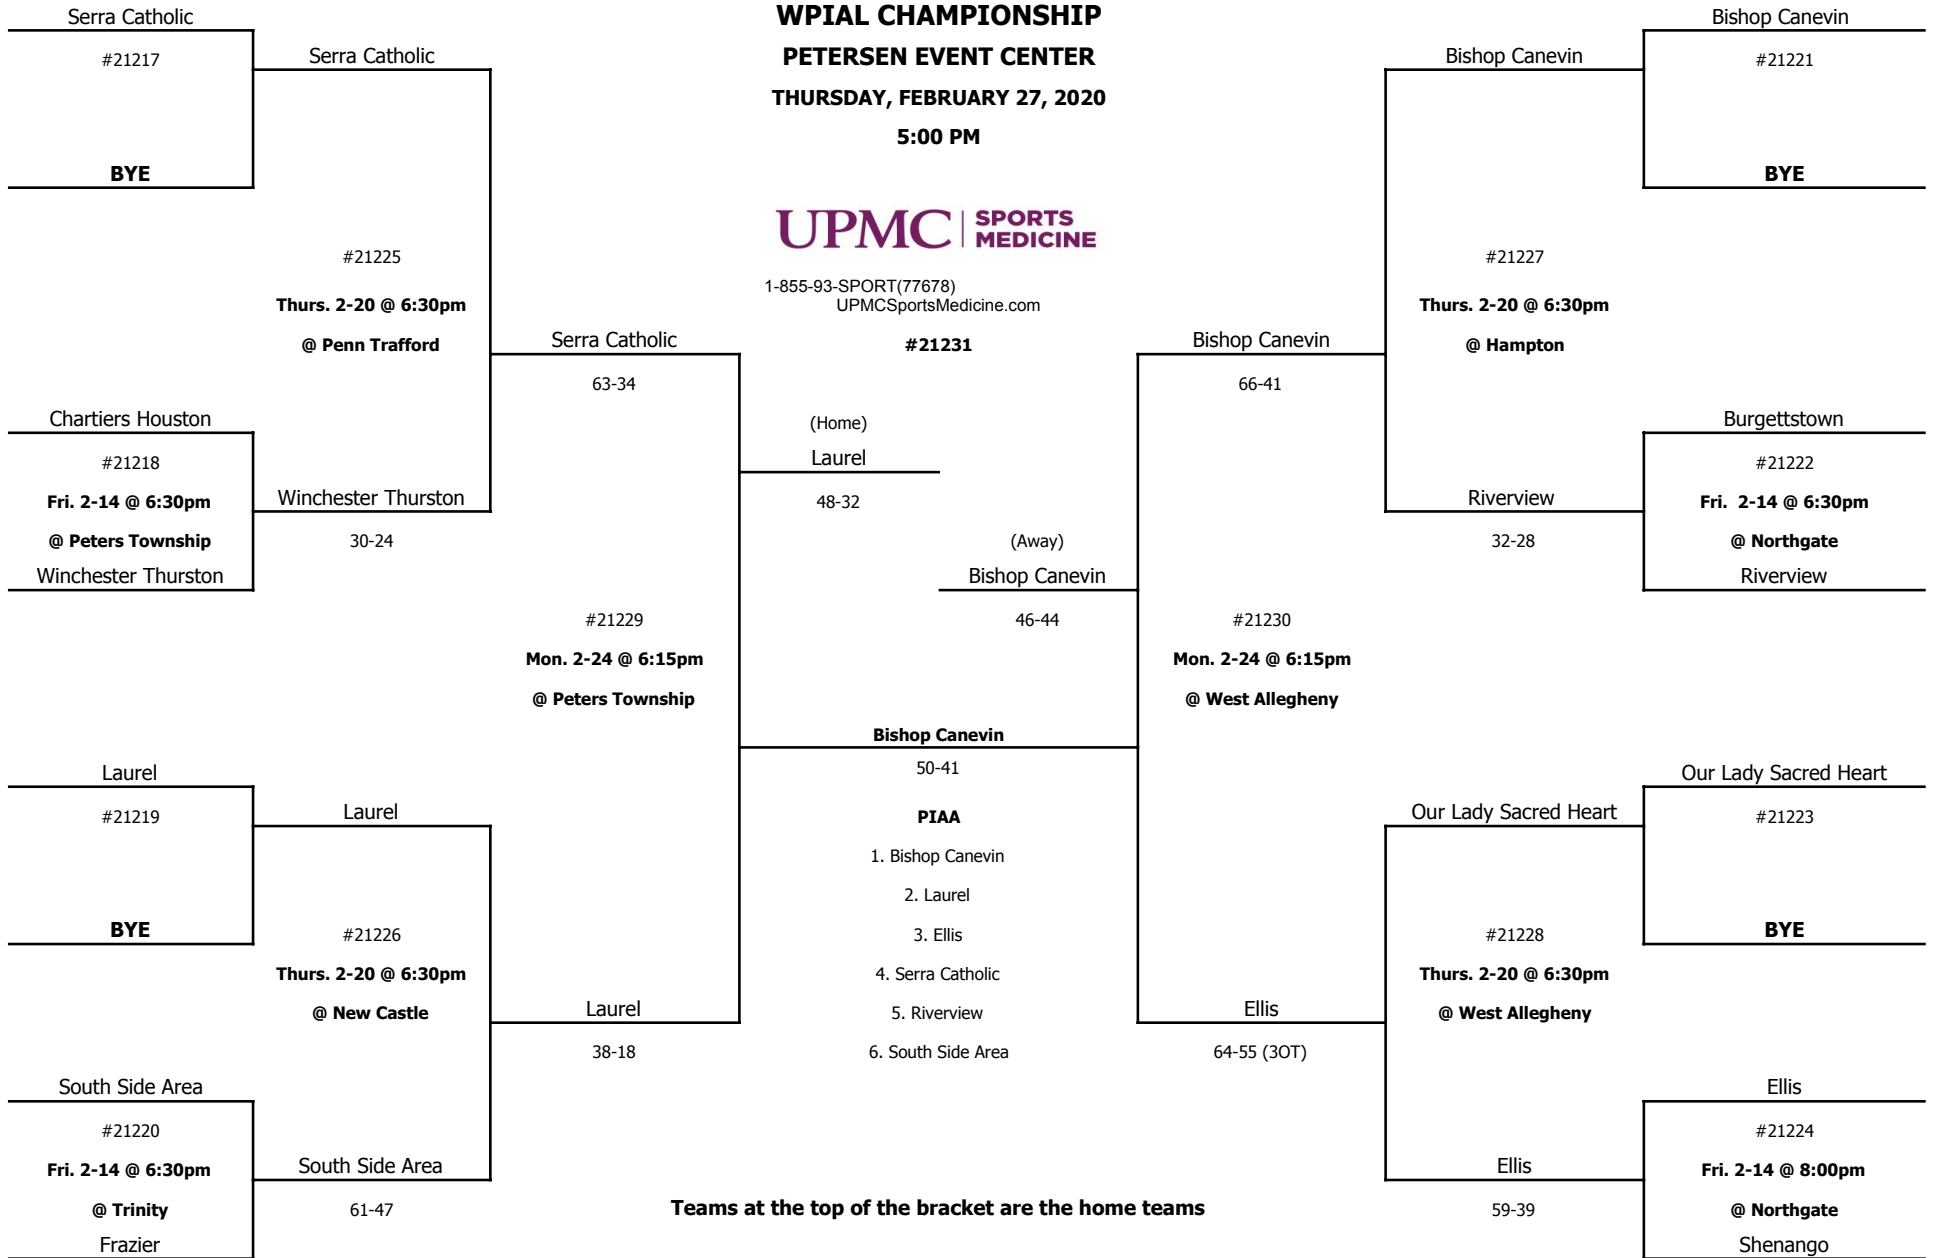 WPIAL CHAMPIONSHIP
PETERSEN EVENT CENTER
THURSDAY, FEBRUARY 27, 2020
5:00 PM
UPMC | SPORTS MEDICINE
1-855-93-SPORT(77678)
UPMCSportsMedicine.com
#21231
Serra Catholic
#21217
BYE
Serra Catholic
#21225
Thurs. 2-20 @ 6:30pm
@ Penn Trafford
Chartiers Houston
#21218
Fri. 2-14 @ 6:30pm
@ Peters Township
Winchester Thurston
Winchester Thurston
30-24
Serra Catholic
63-34
#21229
Mon. 2-24 @ 6:15pm
@ Peters Township
Laurel
#21219
BYE
Laurel
#21226
Thurs. 2-20 @ 6:30pm
@ New Castle
South Side Area
#21220
Fri. 2-14 @ 6:30pm
@ Trinity
Frazier
South Side Area
61-47
Laurel
38-18
(Home)
Laurel
48-32
(Away)
Bishop Canevin
46-44
Bishop Canevin
50-41
PIAA
1. Bishop Canevin
2. Laurel
3. Ellis
4. Serra Catholic
5. Riverview
6. South Side Area
Bishop Canevin
66-41
#21230
Mon. 2-24 @ 6:15pm
@ West Allegheny
Ellis
64-55 (3OT)
Bishop Canevin
#21227
Thurs. 2-20 @ 6:30pm
@ Hampton
Riverview
32-28
Bishop Canevin
#21221
BYE
Burgettstown
#21222
Fri.  2-14 @ 6:30pm
@ Northgate
Riverview
Our Lady Sacred Heart
#21228
Thurs. 2-20 @ 6:30pm
@ West Allegheny
Ellis
59-39
Our Lady Sacred Heart
#21223
BYE
Ellis
#21224
Fri. 2-14 @ 8:00pm
@ Northgate
Shenango
Teams at the top of the bracket are the home teams